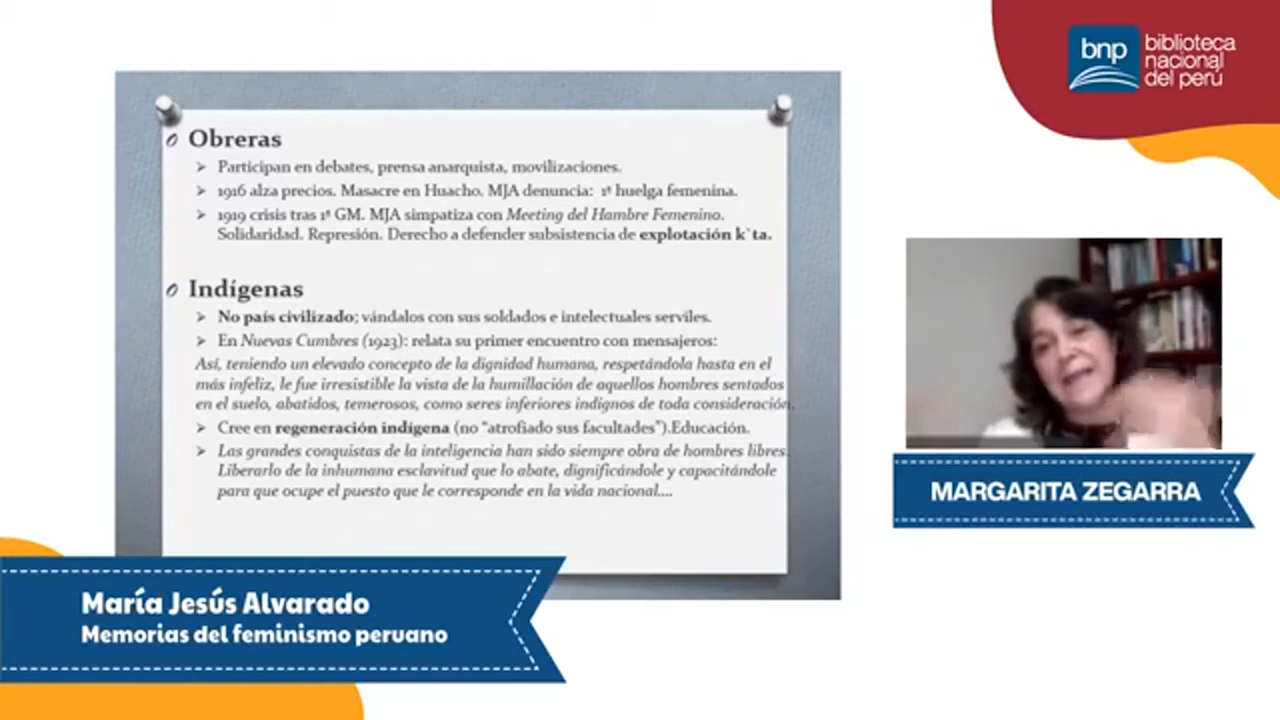 bnp
biblioteca
nacional
del perú
Obreras
Participan en debates, prensa anarquista, movilizaciones.
1916 alza precios. Masacre en Huacho. MJA denuncia: 1ª huelga femenina.
1919 crisis tras 1ª GM. MJA simpatiza con Meeting del Hambre Femenino.
Solidaridad. Represión. Derecho a defender subsistencia de explotación k`ta.
Indígenas
No país civilizado; vándalos con sus soldados e intelectuales serviles.
En Nuevas Cumbres (1923): relata su primer encuentro con mensajeros:
Así, teniendo un elevado concepto de la dignidad humana, respetándola hasta en el
más infeliz, le fue irresistible la vista de la humillación de aquellos hombres sentados
en el suelo, abatidos, temerosos, como seres inferiores indignos de toda consideración.
Cree en regeneración indígena (no "atrofiado sus facultades").Educación.
Las grandes conquistas de la inteligencia han sido siempre obra de hombres libres.
Liberarlo de la inhumana esclavitud que lo abate, dignificándole y capacitándole
para que ocupe el puesto que le corresponde en la vida nacional....
MARGARITA ZEGARRA
María Jesús Alvarado
Memorias del feminismo peruano